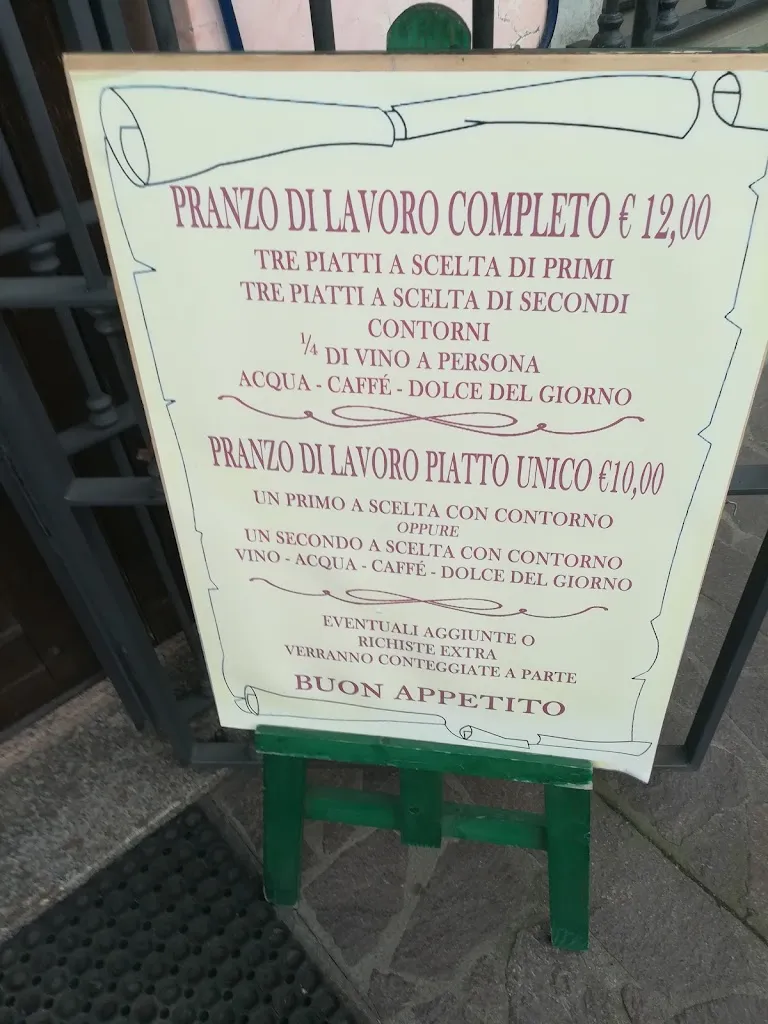 PRANZO DI LAVORO COMPLETO € 12,00
TRE PIATTI A SCELTA DI PRIMI
TRE PIATTI A SCELTA DI SECONDI
CONTORNI
¼ DI VINO A PERSONA
ACQUA - CAFFÉ - DOLCE DEL GIORNO
PRANZO DI LAVORO PIATTO UNICO €10,00
UN PRIMO A SCELTA CON CONTORNO
OPPURE
UN SECONDO A SCELTA CON CONTORNO
VINO - ACQUA - CAFFÉ - DOLCE DEL GIORNO
EVENTUALI AGGIUNTE O
RICHISTE EXTRA
VERRANNO CONTEGGIATE A PARTE
BUON APPETITO